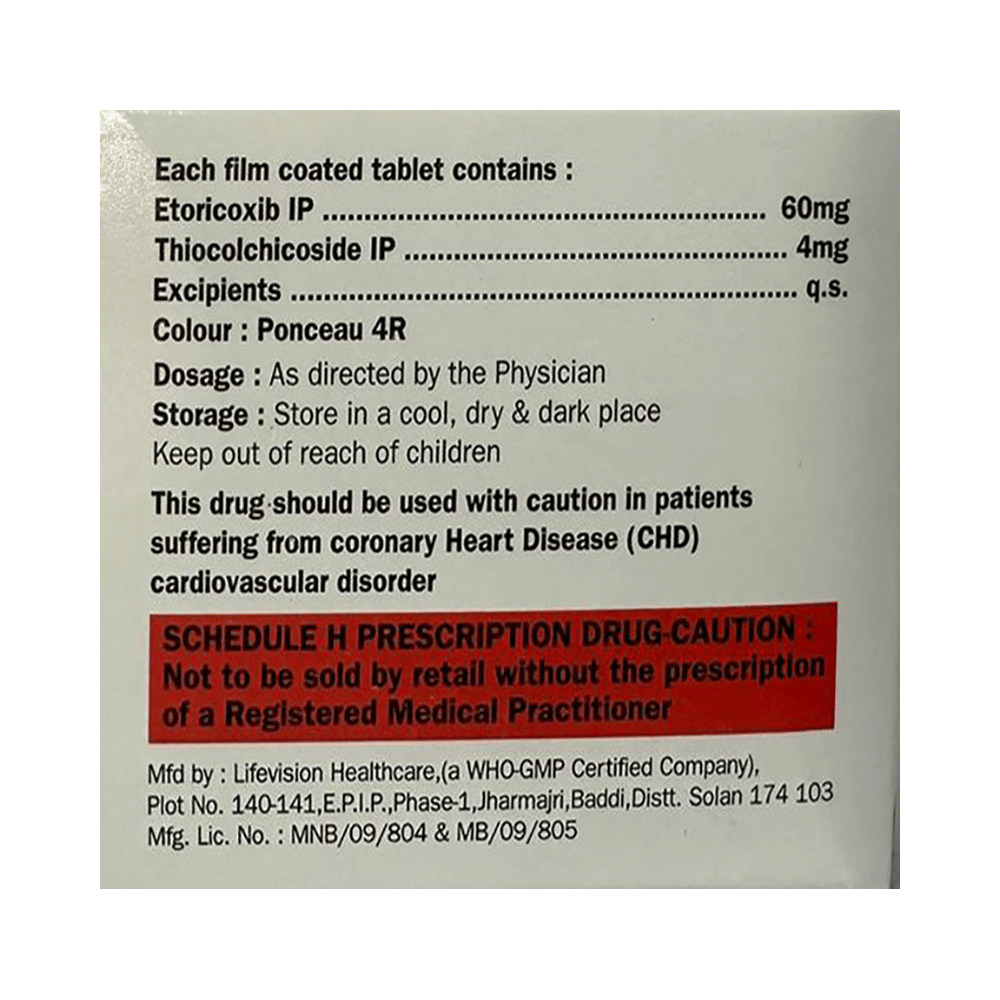 Each film coated tablet contains :
Etoricoxib IP ........................................................ 60mg
Thiocolchicoside IP ................................................ 4mg
Excipients ................................................................ q.s.
Colour : Ponceau 4R
Dosage : As directed by the Physician
Storage : Store in a cool, dry & dark place
Keep out of reach of children
This drug should be used with caution in patients
suffering from coronary Heart Disease (CHD)
cardiovascular disorder
SCHEDULE H PRESCRIPTION DRUG-CAUTION :
Not to be sold by retail without the prescription
of a Registered Medical Practitioner
Mfd by : Lifevision Healthcare,(a WHO-GMP Certified Company),
Plot No. 140-141,E.P.I.P.,Phase-1,Jharmajri,Baddi,Distt. Solan 174 103
Mfg. Lic. No. : MNB/09/804 & MB/09/805